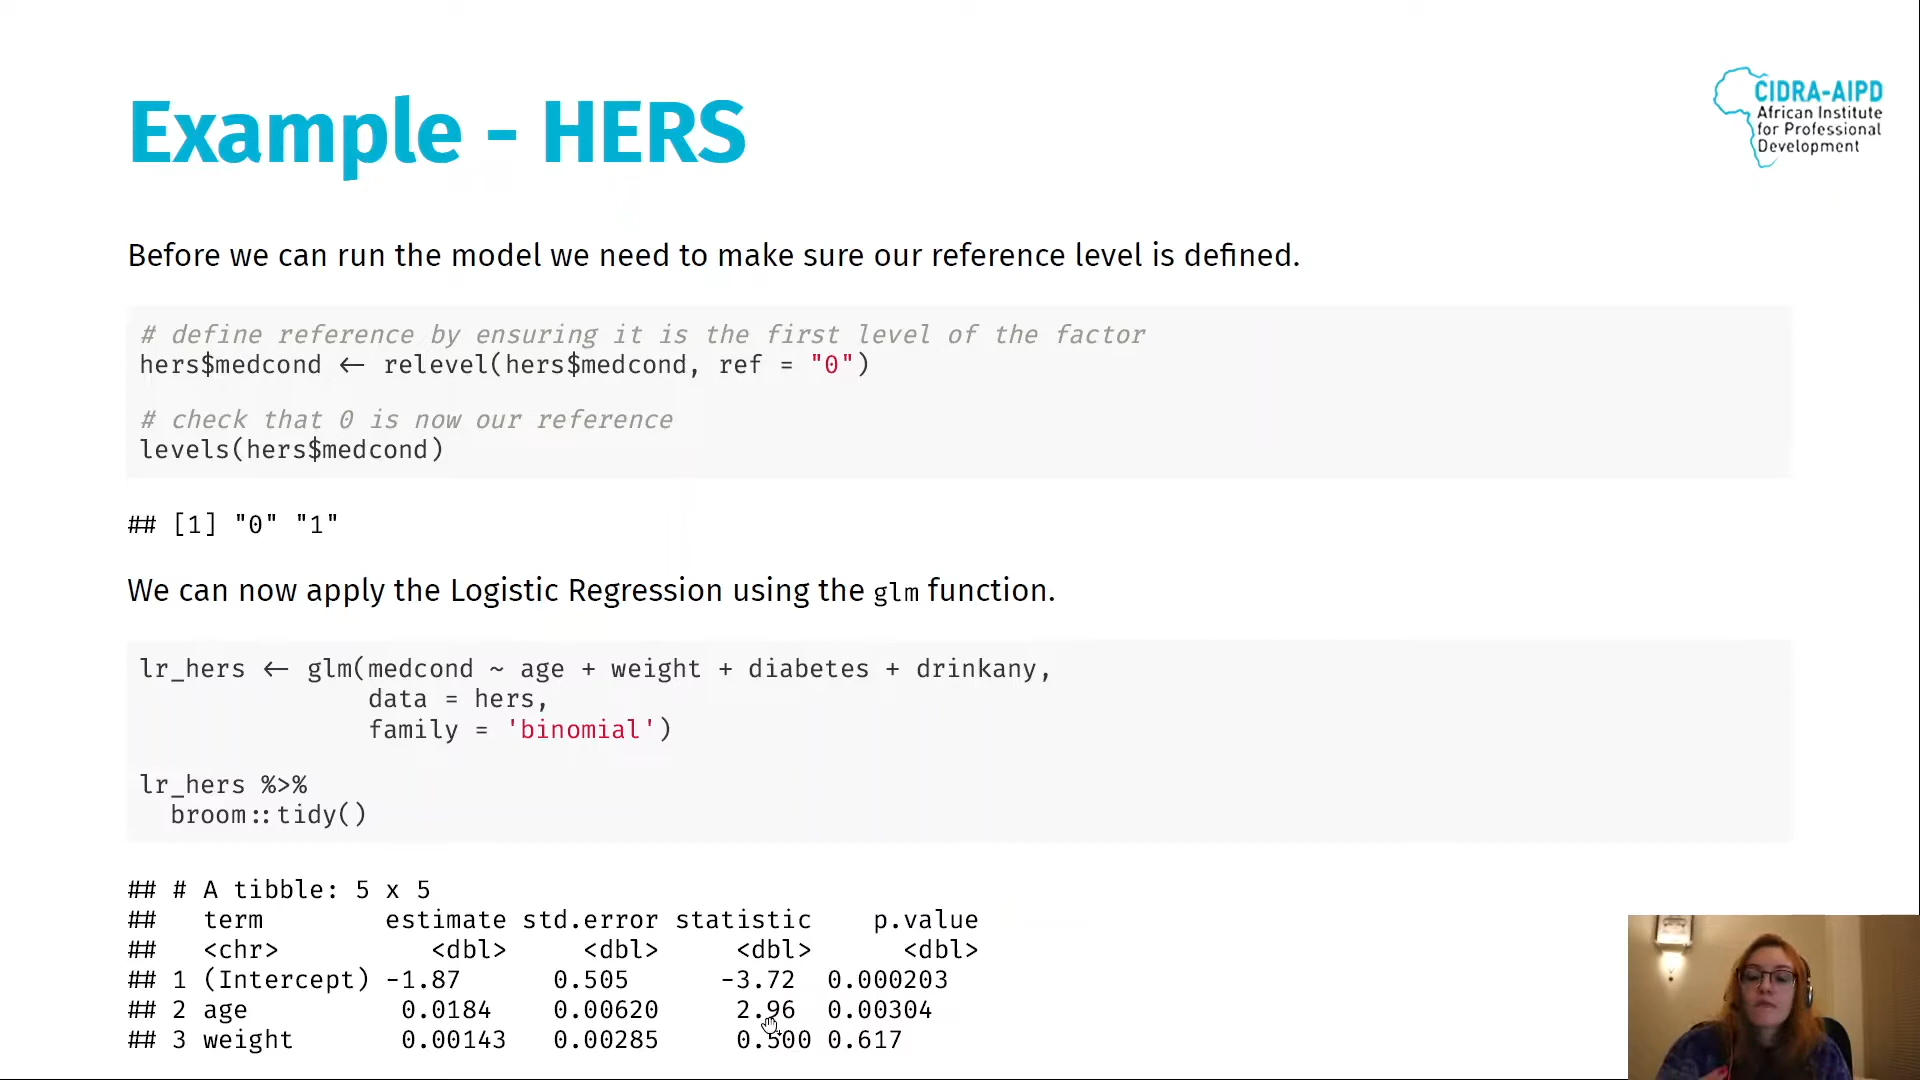 Example - HERS
CIDRA-AIPD
African Institute
for Professional
Development
Before we can run the model we need to make sure our reference level is defined.
# define reference by ensuring it is the first level of the factor
hers$medcond <- relevel(hers$medcond, ref = "0")
# check that 0 is now our reference
levels(hers$medcond)
## [1] "0" "1"
We can now apply the Logistic Regression using the glm function.
lr_hers <- glm(medcond ~ age + weight + diabetes + drinkany,
data = hers,
family = 'binomial')
lr_hers %>%
broom::tidy()
## # A tibble: 5 x 5
## term estimate std.error statistic p.value
## <chr> <dbl> <dbl> <dbl> <dbl>
## 1 (Intercept) -1.87 0.505 -3.72 0.000203
## 2 age 0.0184 0.00620 2.96 0.00304
## 3 weight 0.00143 0.00285 0.500 0.617